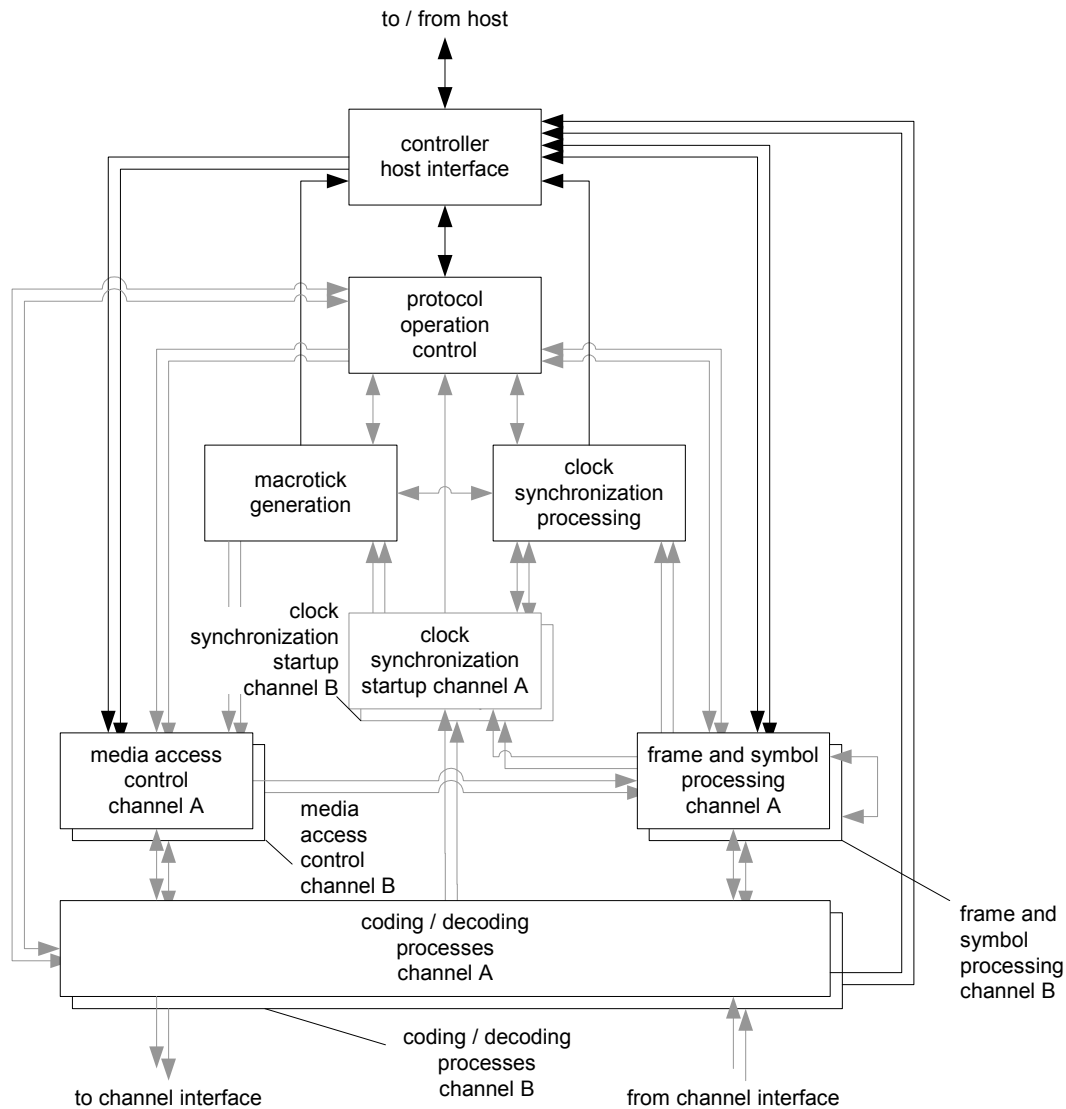 to / from host
controller
host interface
protocol
operation
control
macrotick
generation
clock
synchronization
processing
clock
synchronization
startup
channel B
clock
synchronization
startup channel A
media access
control
channel A
media
access
control
channel B
frame and symbol
processing
channel A
frame and
symbol
processing
channel B
coding / decoding
processes
channel A
coding / decoding
processes
channel B
to channel interface
from channel interface